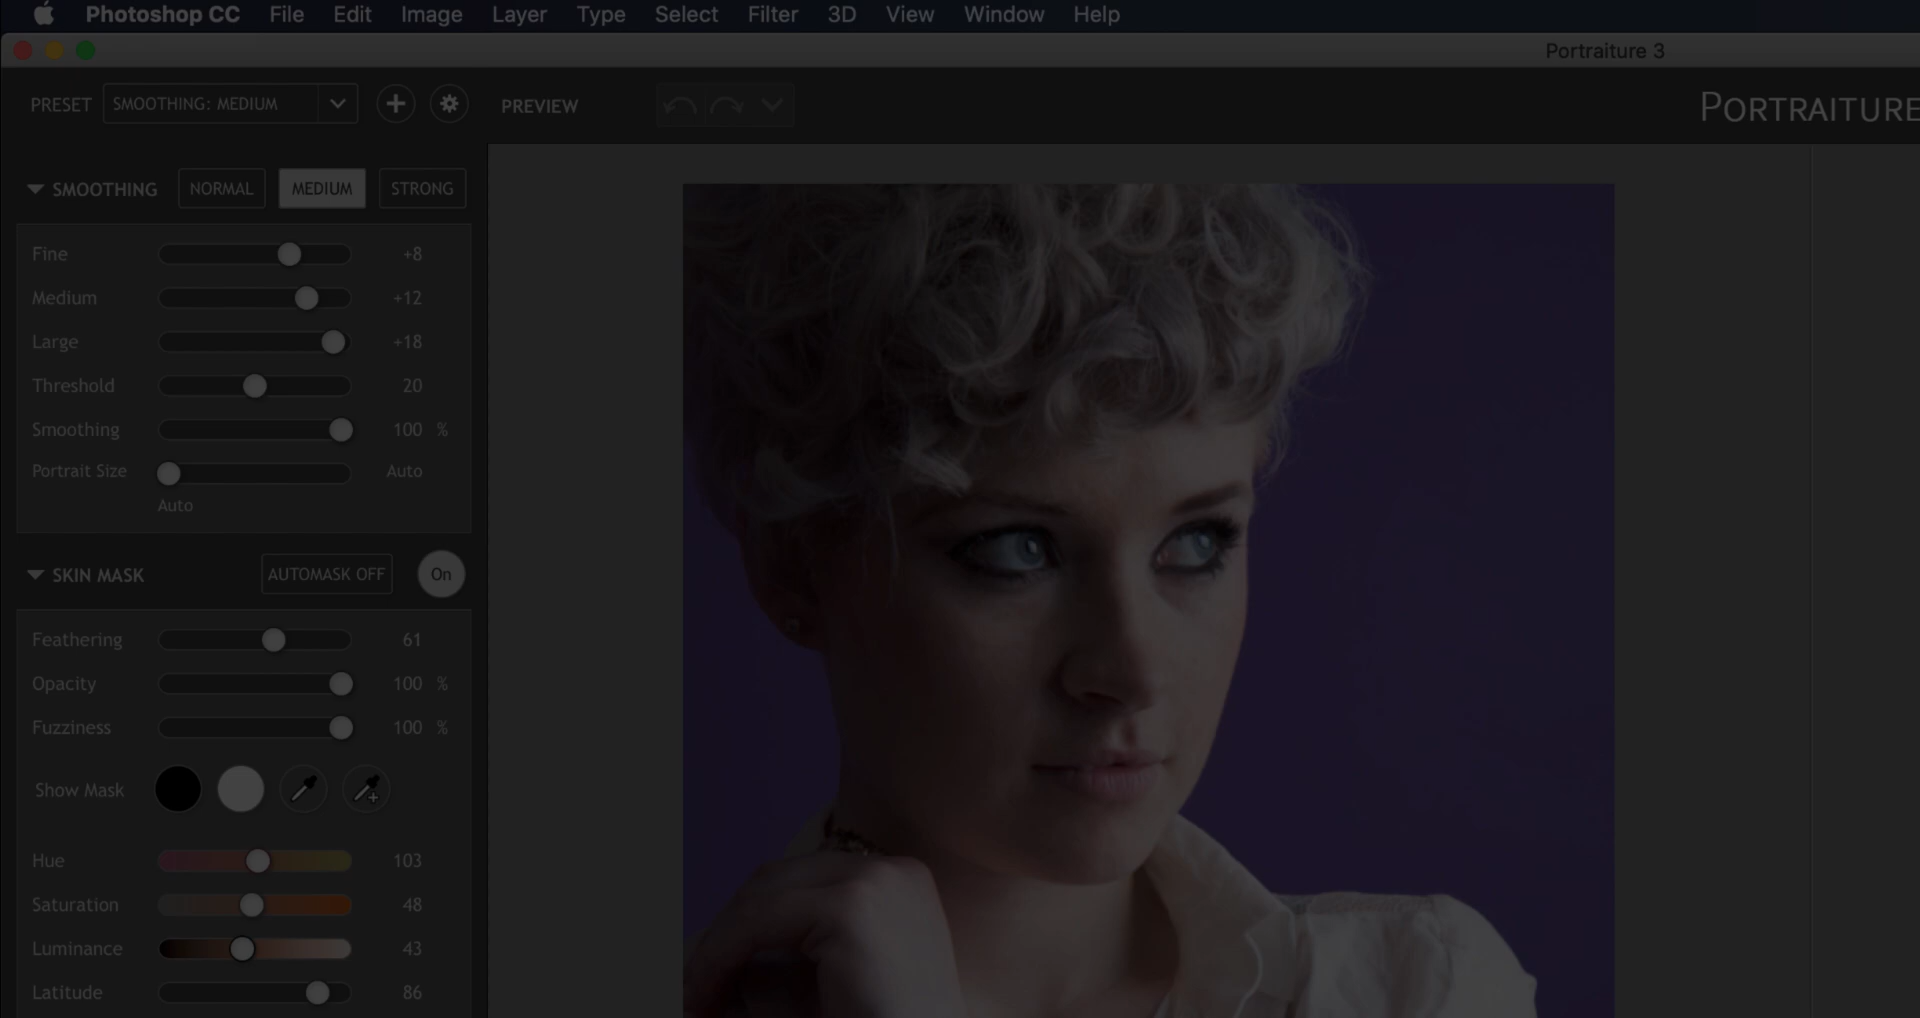 Photoshop CC File Edit Image Layer Type Select Filter 3D View Window Help
Portraiture 3
PRESET SMOOTHING: MEDIUM PREVIEW PORTRAITURE
SMOOTHING NORMAL MEDIUM STRONG
Fine +8
Medium +12
Large +18
Threshold 20
Smoothing 100 %
Portrait Size Auto
Auto
SKIN MASK AUTOMASK OFF On
Feathering 61
Opacity 100 %
Fuzziness 100 %
Show Mask
Hue 103
Saturation 48
Luminance 43
Latitude 86